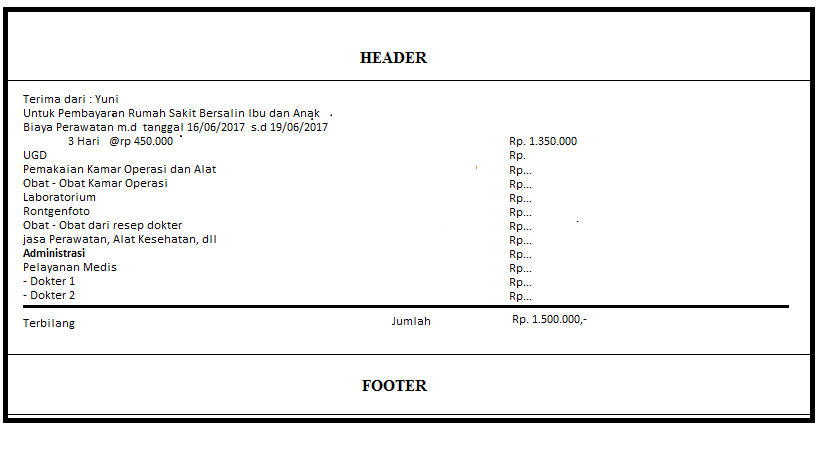 HEADER
Terima dari : Yuni
Untuk Pembayaran Rumah Sakit Bersalin Ibu dan Anak
Biaya Perawatan m.d tanggal 16/06/2017 s.d 19/06/2017
3 Hari @rp 450.000 Rp. 1.350.000
UGD Rp.
Pemakaian Kamar Operasi dan Alat Rp...
Obat - Obat Kamar Operasi Rp...
Laboratorium Rp...
Rontgenfoto Rp...
Obat - Obat dari resep dokter Rp...
jasa Perawatan, Alat Kesehatan, dll Rp...
Administrasi Rp...
Pelayanan Medis Rp...
- Dokter 1 Rp...
- Dokter 2 Rp...
Terbilang Jumlah Rp. 1.500.000,-
FOOTER